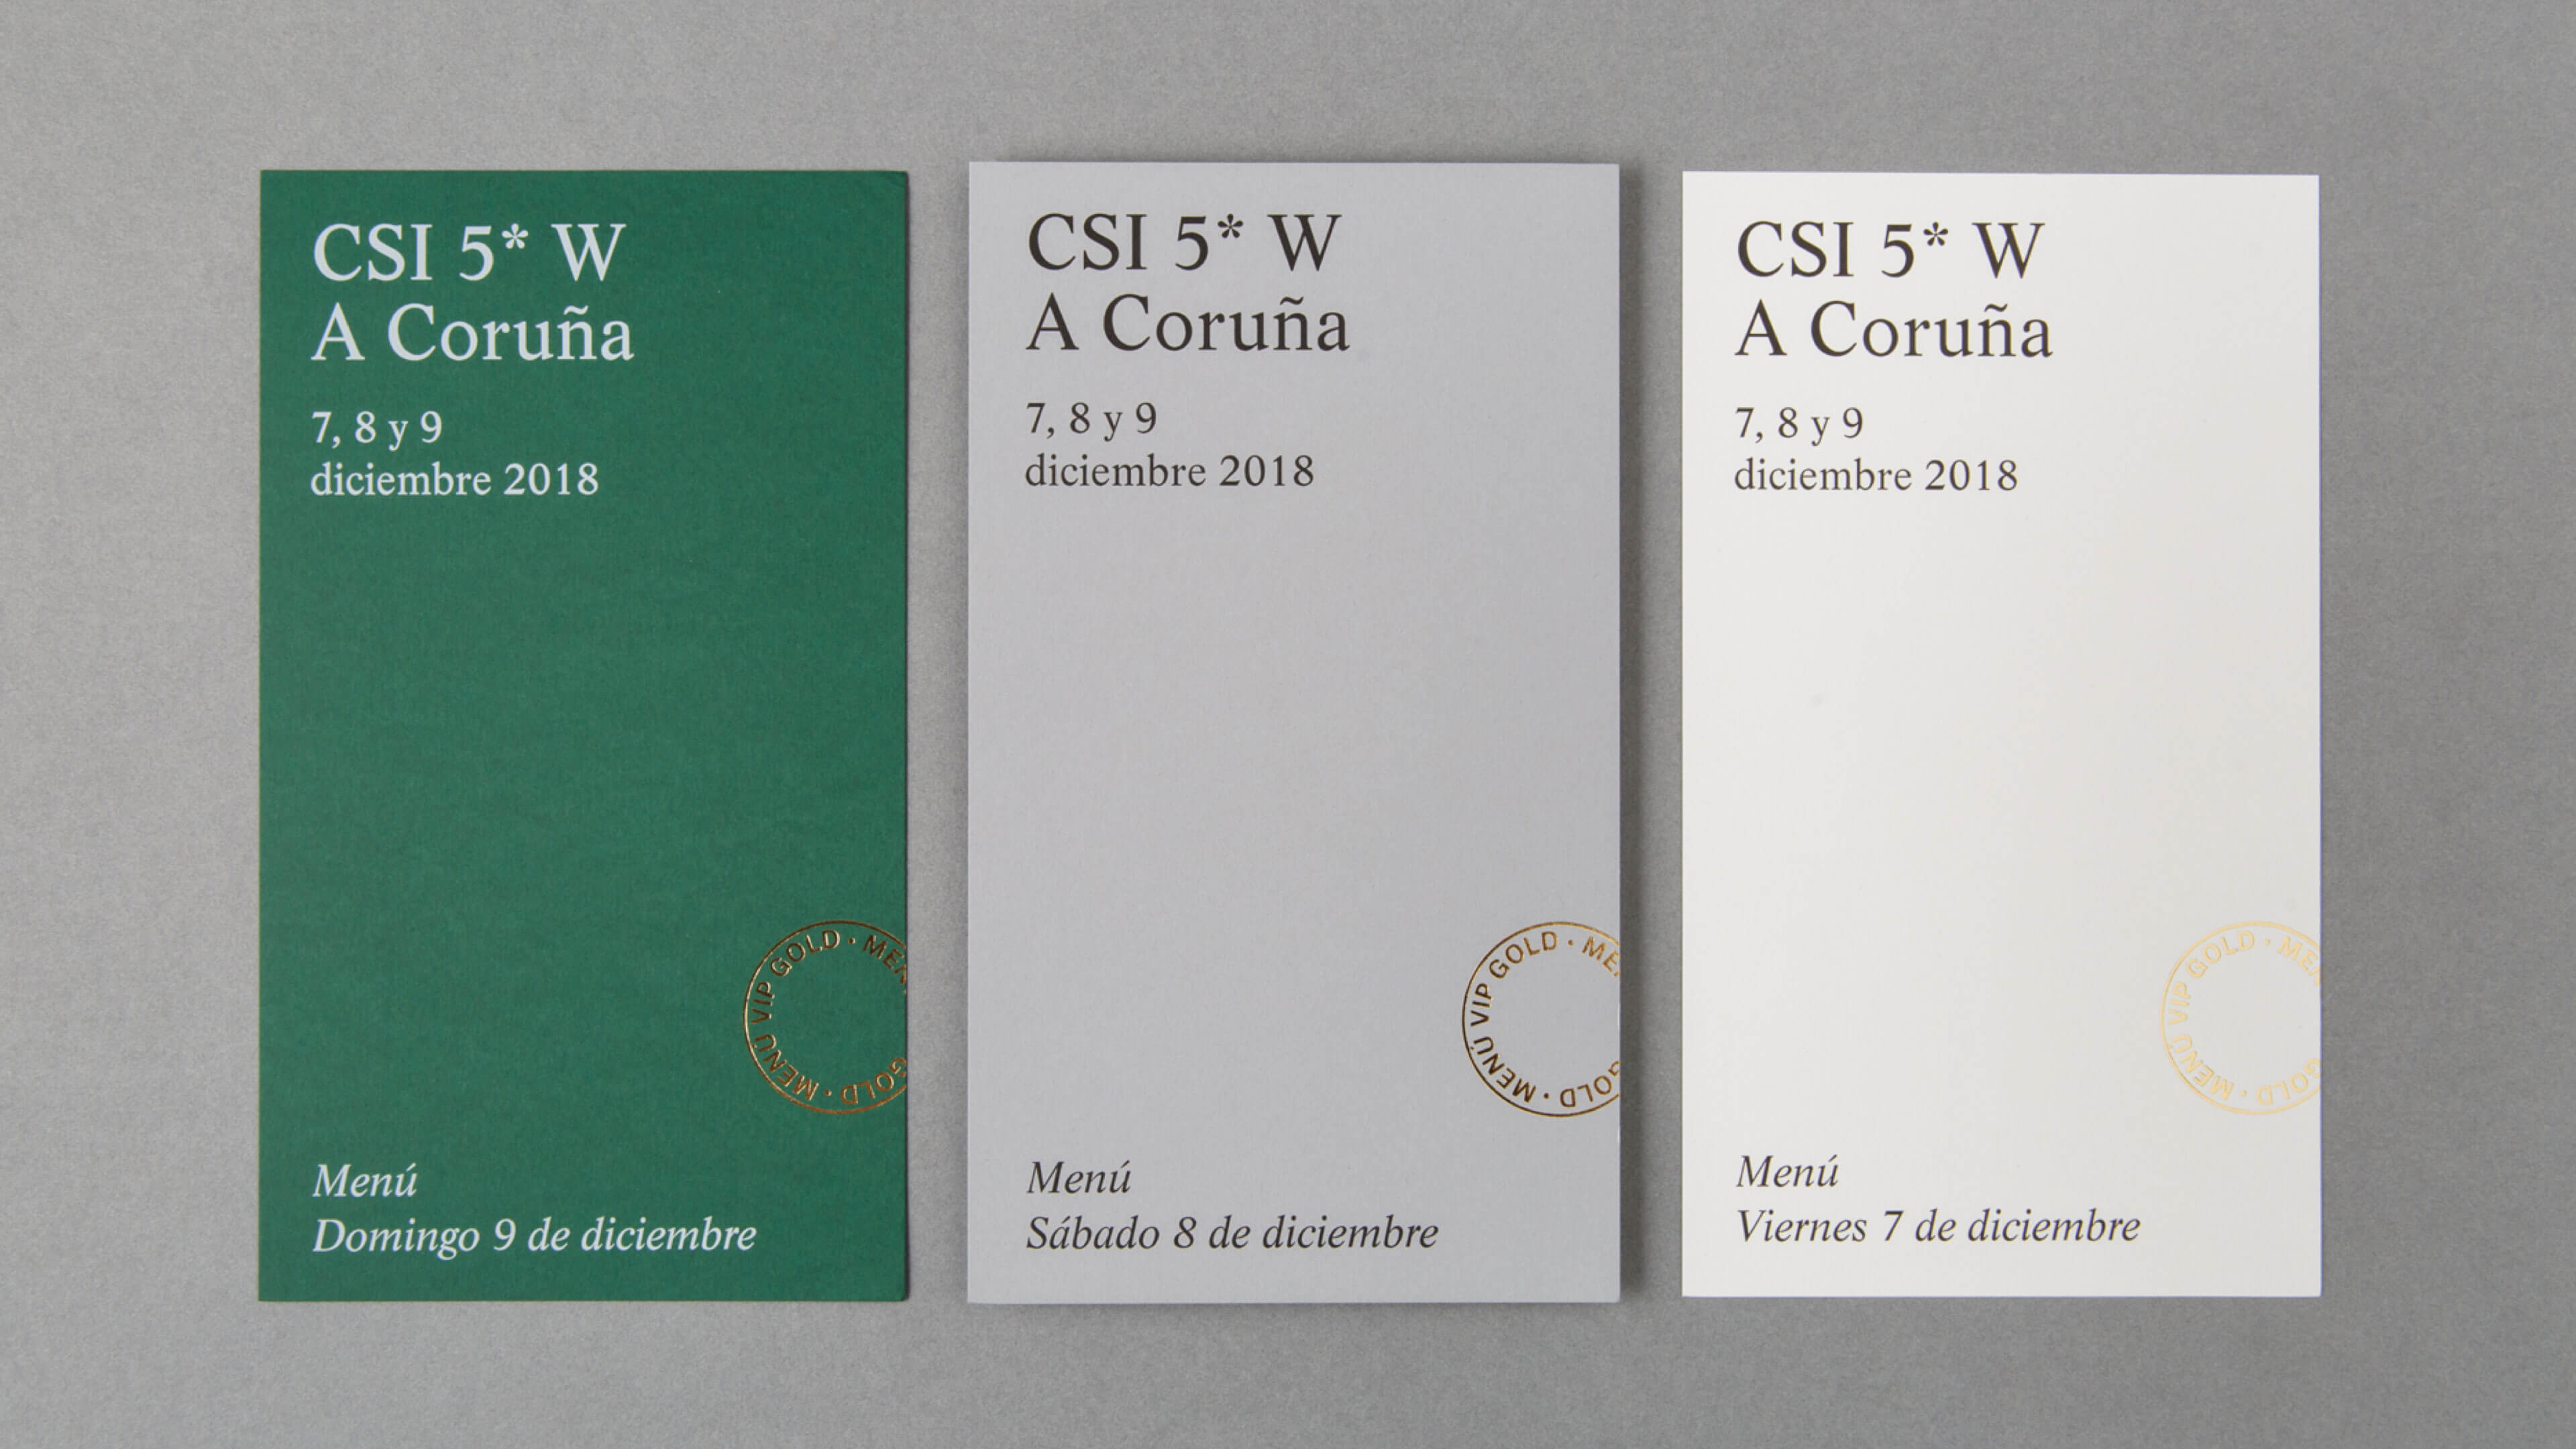 CSI 5* W
A Coruña
7, 8 y 9
diciembre 2018
MENÚ VIP GOLD ·
GOLD ·
Menú
Domingo 9 de diciembre
CSI 5* W
A Coruña
7, 8 y 9
diciembre 2018
MENÚ VIP GOLD ·
GOLD ·
Menú
Sábado 8 de diciembre
CSI 5* W
A Coruña
7, 8 y 9
diciembre 2018
MENÚ VIP GOLD ·
GOLD ·
Menú
Viernes 7 de diciembre